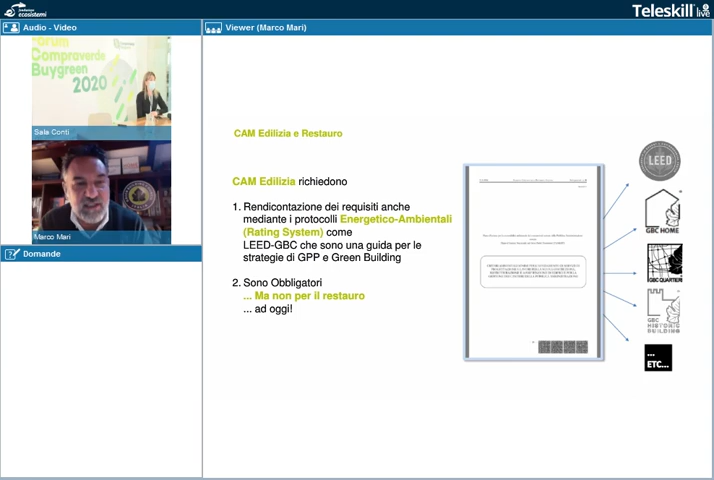 fondazione
ecosistemi
Teleskill live
Audio - Video
Viewer (Marco Mari)
Forum
Compraverde
Buygreen
2020
Sala Conti
Marco Mari
Domande
CAM Edilizia e Restauro
CAM Edilizia richiedono
1. Rendicontazione dei requisiti anche
mediante i protocolli Energetico-Ambientali
(Rating System) come
LEED-GBC che sono una guida per le
strategie di GPP e Green Building
2. Sono Obbligatori
... Ma non per il restauro
... ad oggi!
LEED
GBC HOME
GBC QUARTIERI
GBC
HISTORIC
BUILDING
...
ETC...